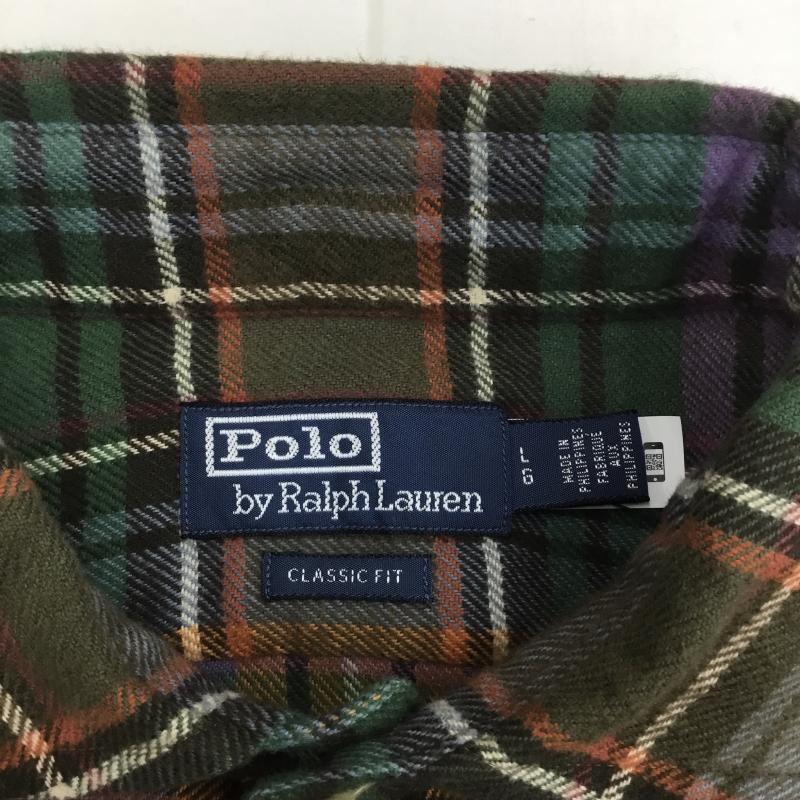 Polo
by Ralph Lauren
L
G
MADE IN
PHILIPPINES
FABRIQUE
AUX
PHILIPPINES
CLASSIC FIT